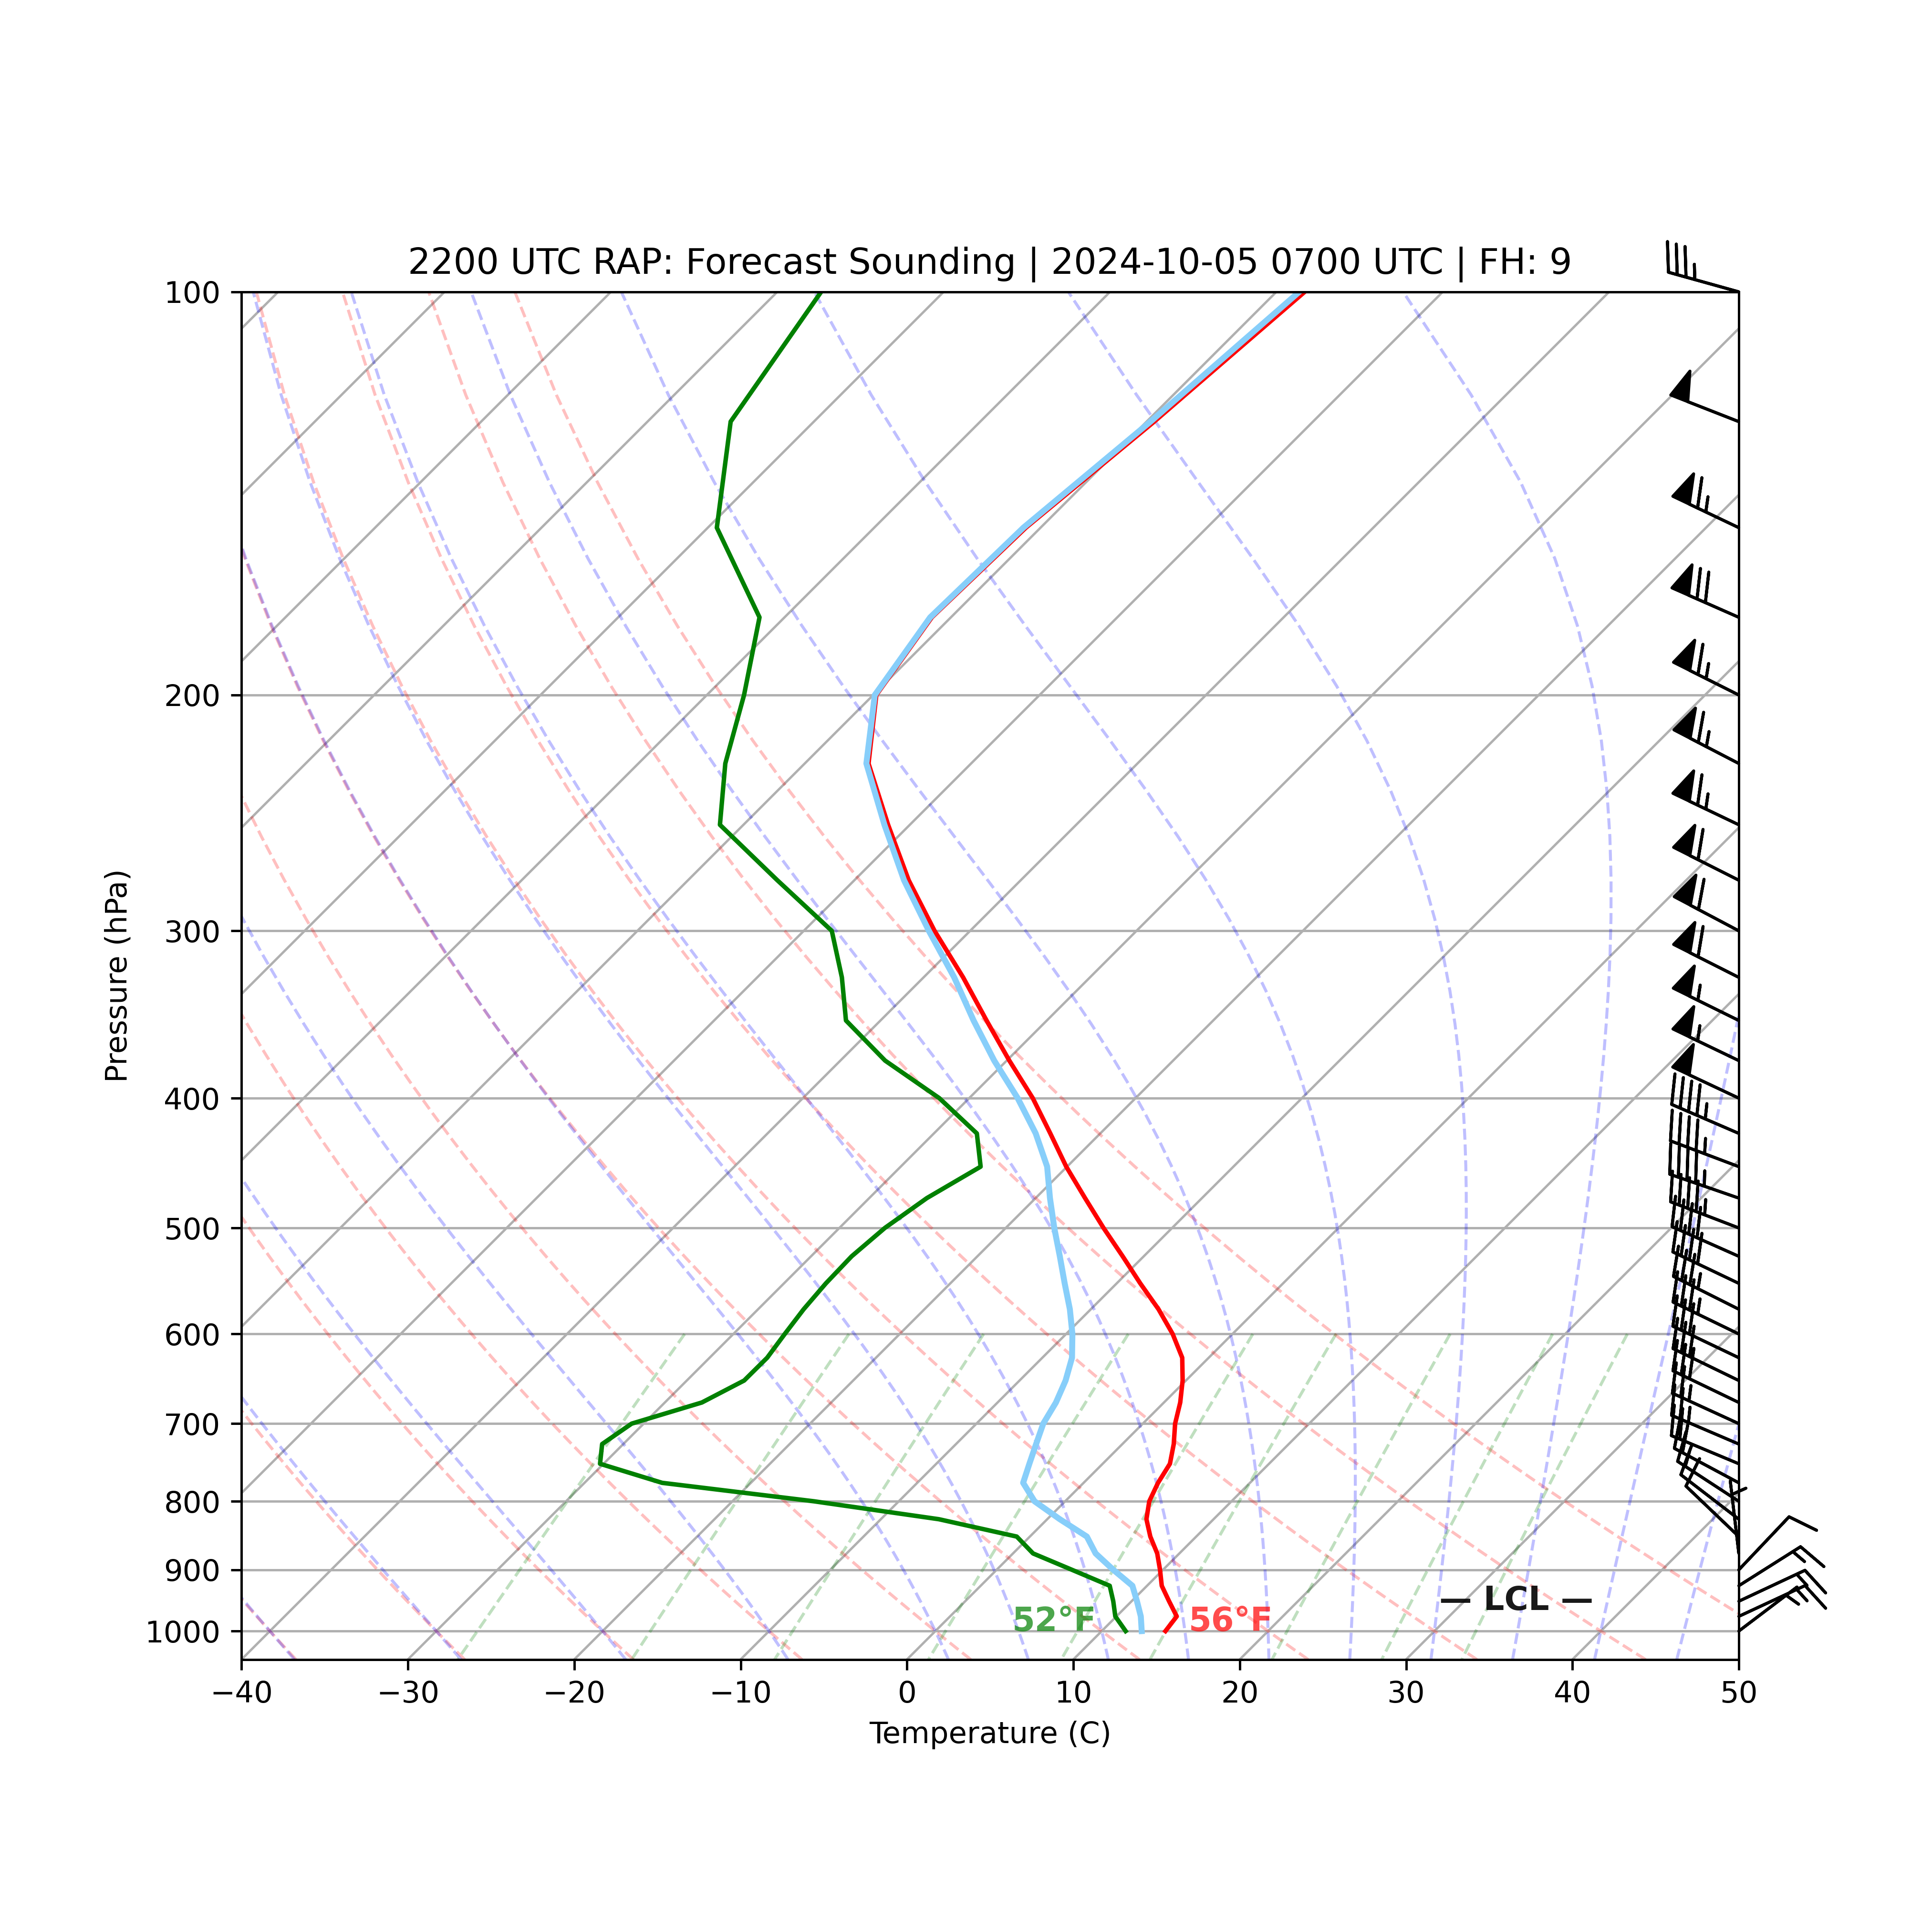 2200 UTC RAP: Forecast Sounding | 2024-10-05 0700 UTC | FH: 9
100
200
300
400
500
600
700
800
900
1000
Pressure (hPa)
— LCL —
52°F
56°F
−40 −30 −20 −10 0 10 20 30 40 50
Temperature (C)